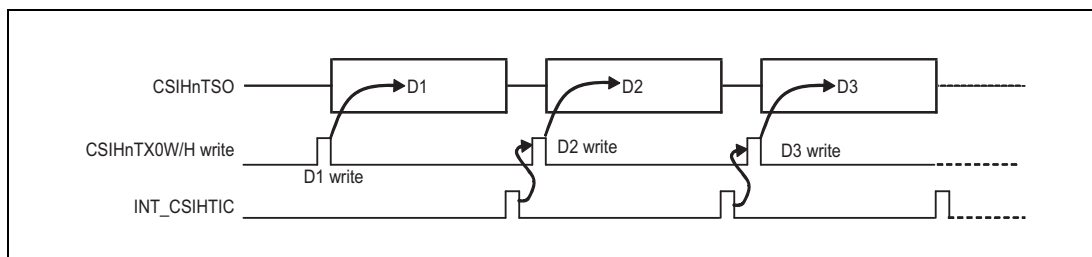 CSIHnTSO D1 D2 D3
CSIHnTX0W/H write D1 write D2 write D3 write
INT_CSIHTIC